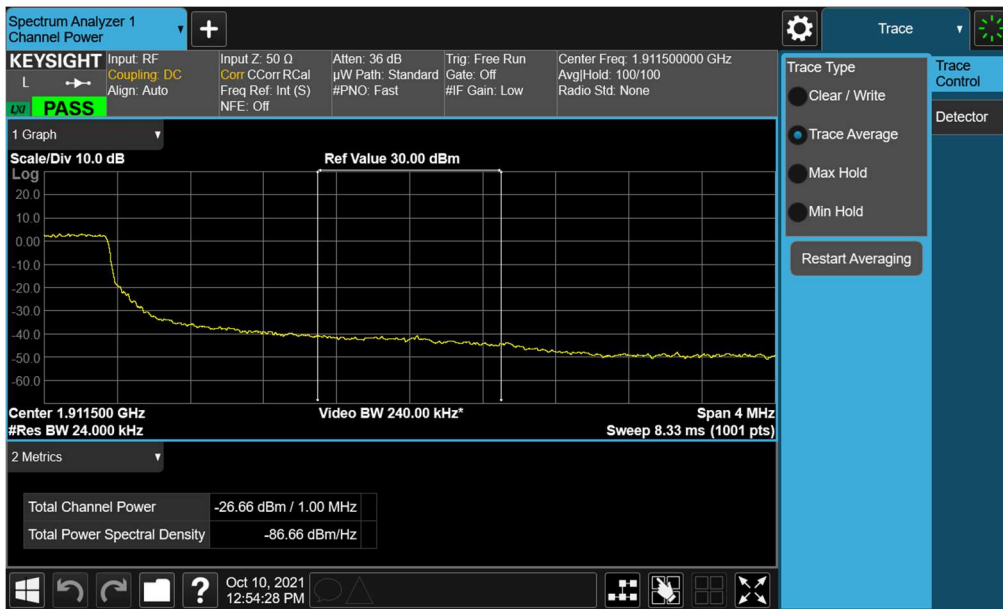 Spectrum Analyzer 1
Channel Power
+
Trace
KEYSIGHT
L
LXI PASS
Input: RF
Coupling: DC
Align: Auto
Input Z: 50 Ω
Corr CCorr RCal
Freq Ref: Int (S)
NFE: Off
Atten: 36 dB
µW Path: Standard
#PNO: Fast
Trig: Free Run
Gate: Off
#IF Gain: Low
Center Freq: 1.911500000 GHz
Avg|Hold: 100/100
Radio Std: None
Trace Type
Clear / Write
Trace Average
Max Hold
Min Hold
Restart Averaging
Trace
Control
Detector
1 Graph
Scale/Div 10.0 dB
Ref Value 30.00 dBm
Log
20.0
10.0
0.00
-10.0
-20.0
-30.0
-40.0
-50.0
-60.0
Center 1.911500 GHz
Video BW 240.00 kHz*
Span 4 MHz
#Res BW 24.000 kHz
Sweep 8.33 ms (1001 pts)
2 Metrics
Total Channel Power -26.66 dBm / 1.00 MHz
Total Power Spectral Density -86.66 dBm/Hz
?
Oct 10, 2021
12:54:28 PM